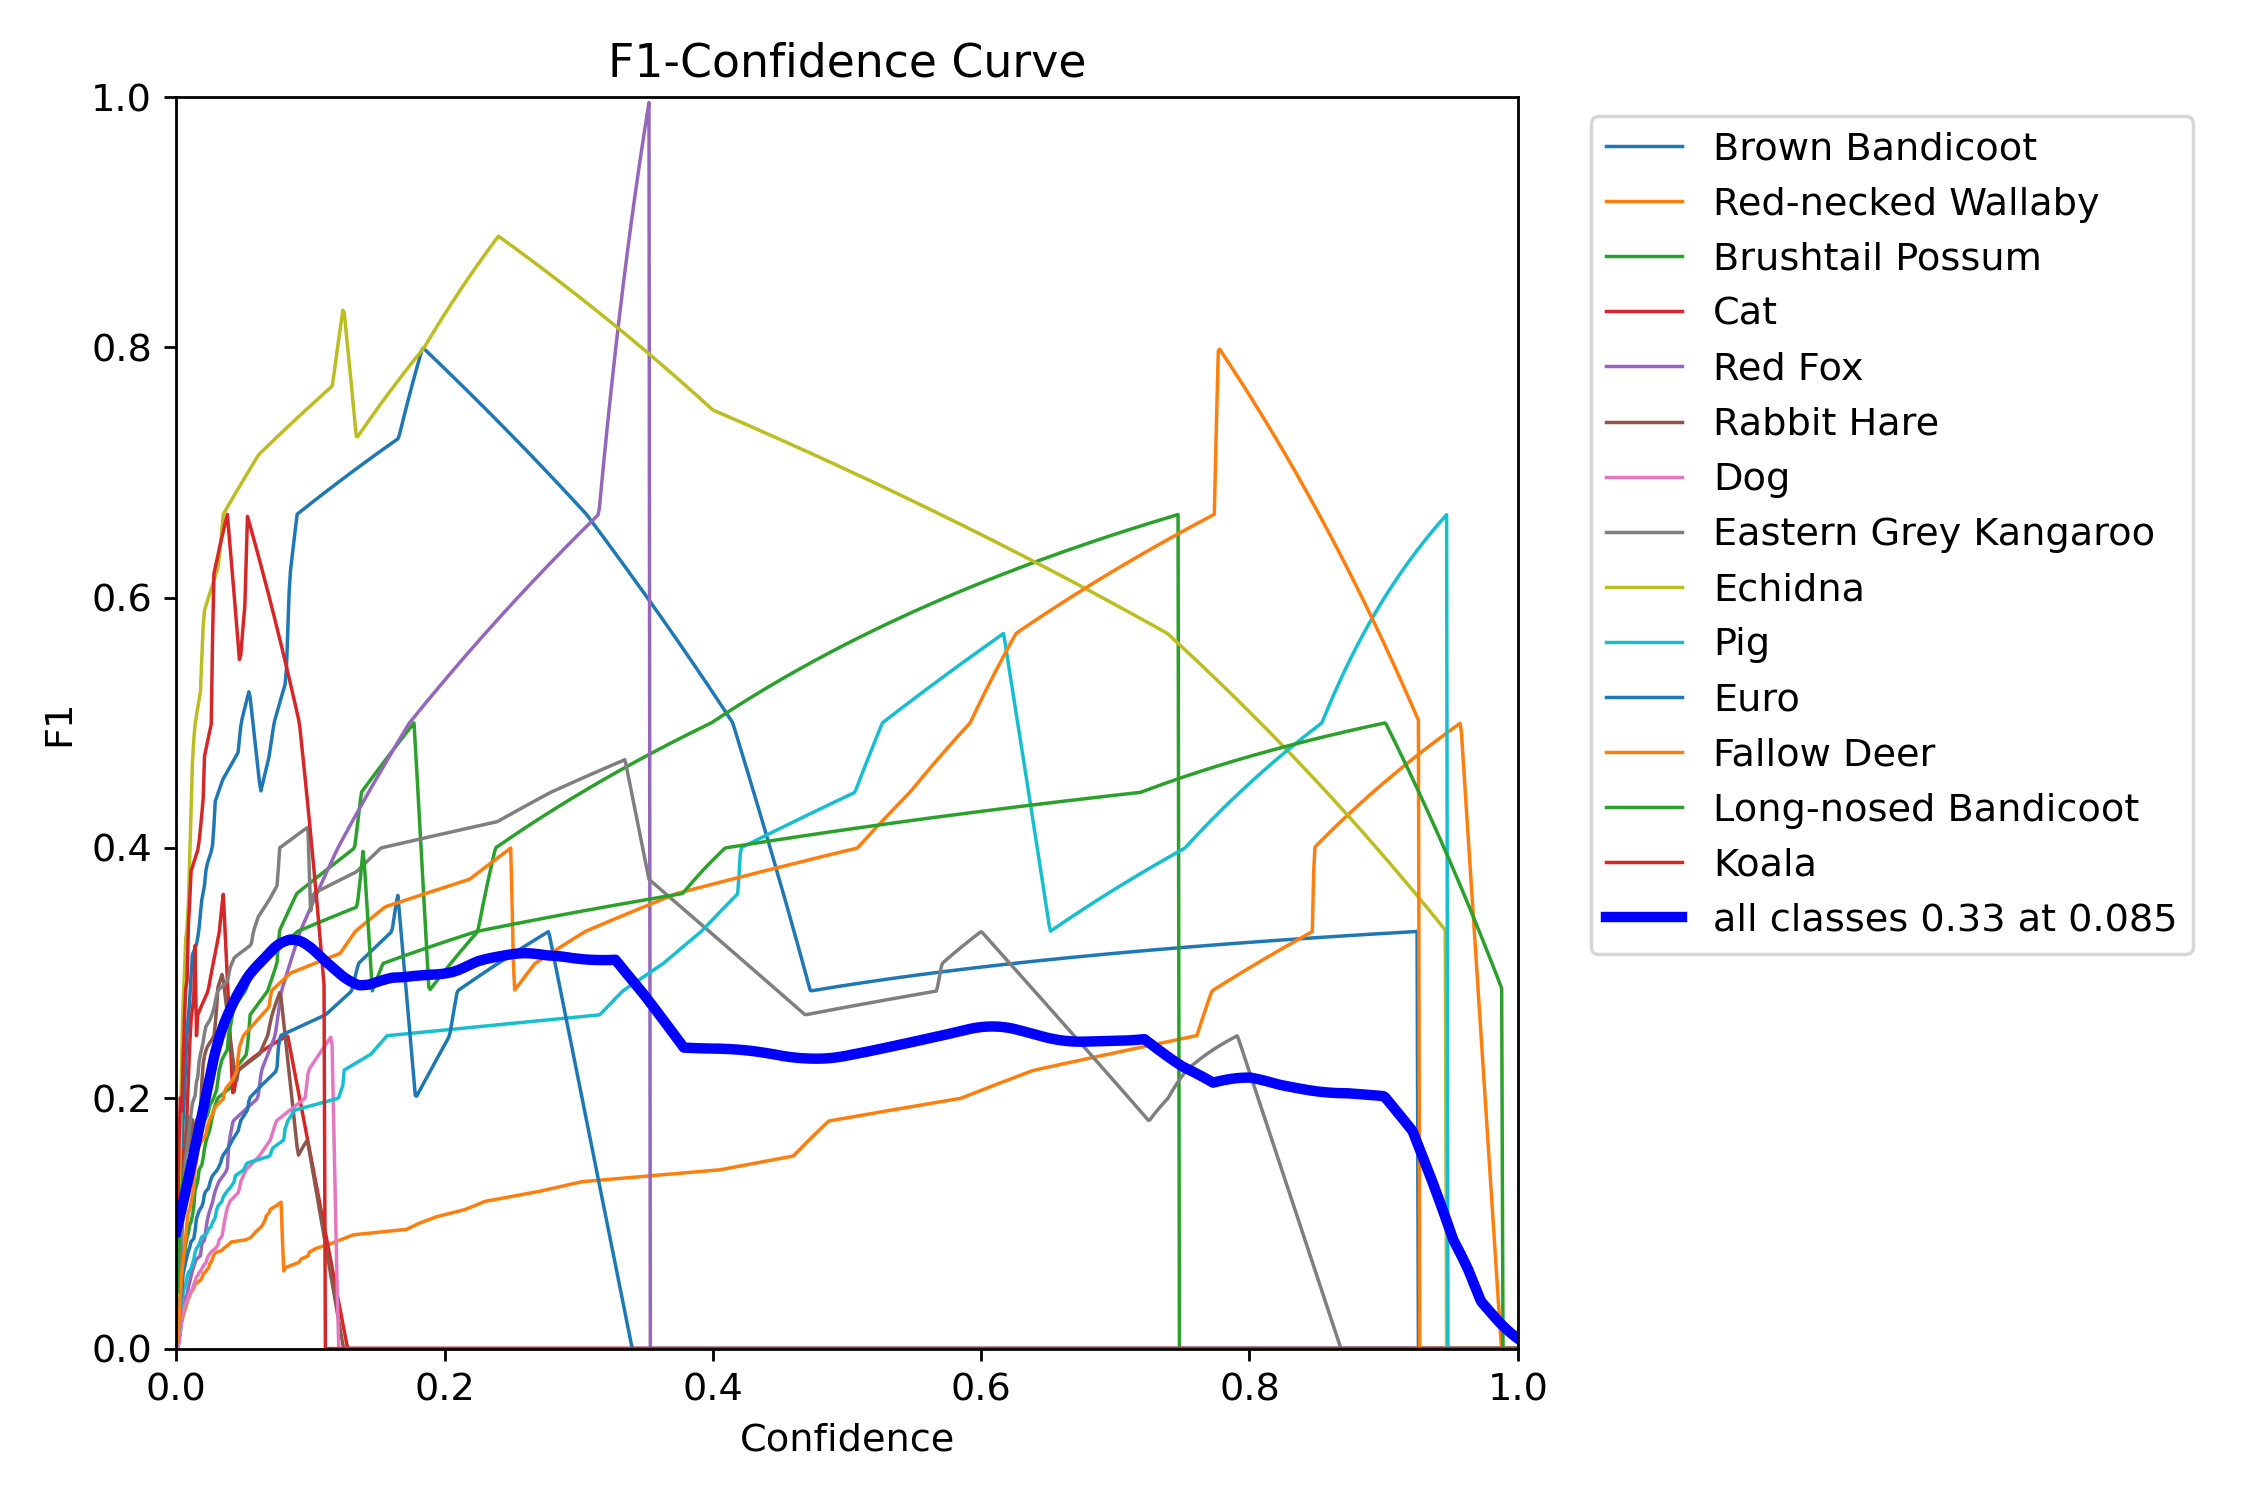 F1-Confidence Curve
1.0
0.8
0.6
0.4
0.2
0.0
F1
0.0 0.2 0.4 0.6 0.8 1.0
Confidence
Brown Bandicoot
Red-necked Wallaby
Brushtail Possum
Cat
Red Fox
Rabbit Hare
Dog
Eastern Grey Kangaroo
Echidna
Pig
Euro
Fallow Deer
Long-nosed Bandicoot
Koala
all classes 0.33 at 0.085